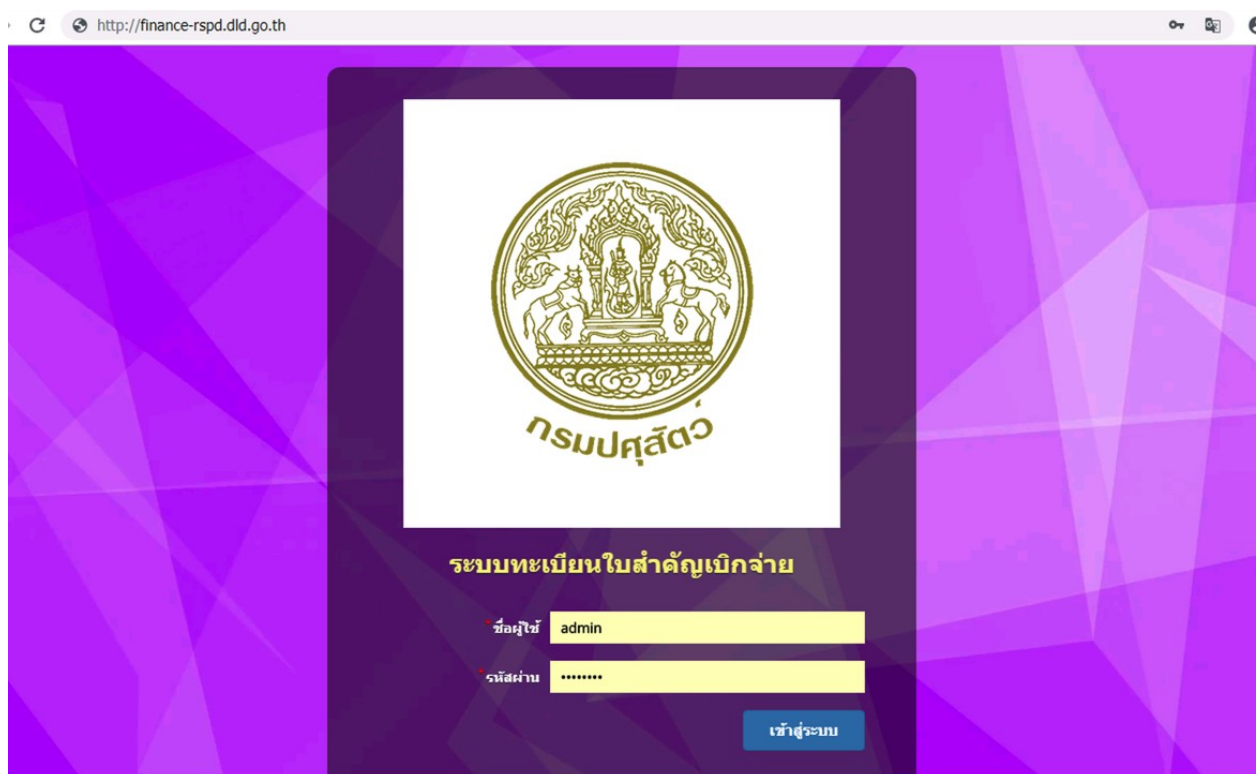 http://finance-rspd.dld.go.th
กรมปศุสัตว์
ระบบทะเบียนใบสำคัญเบิกจ่าย
*ชื่อผู้ใช้ admin
*รหัสผ่าน ••••••••
เข้าสู่ระบบ